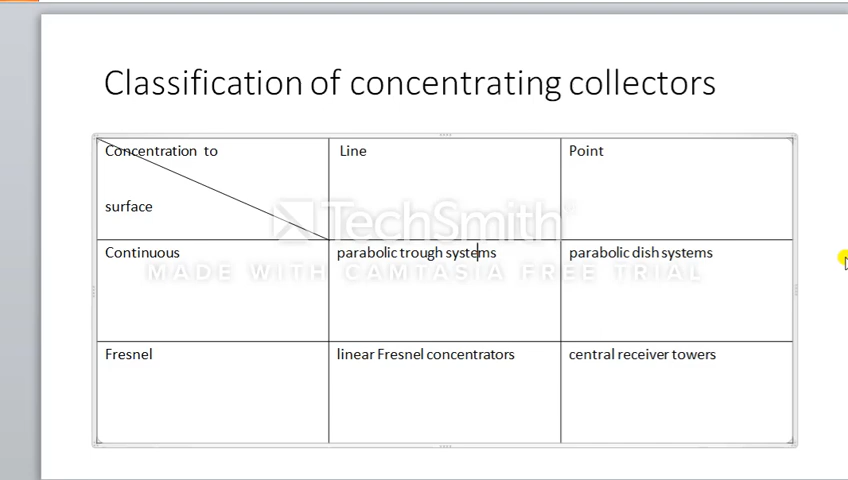 Classification of concentrating collectors
Concentration to
surface
Line
Point
TechSmith
Continuous
parabolic trough systems
parabolic dish systems
MADE WITH CAMTASIA FREE TRIAL
Fresnel
linear Fresnel concentrators
central receiver towers